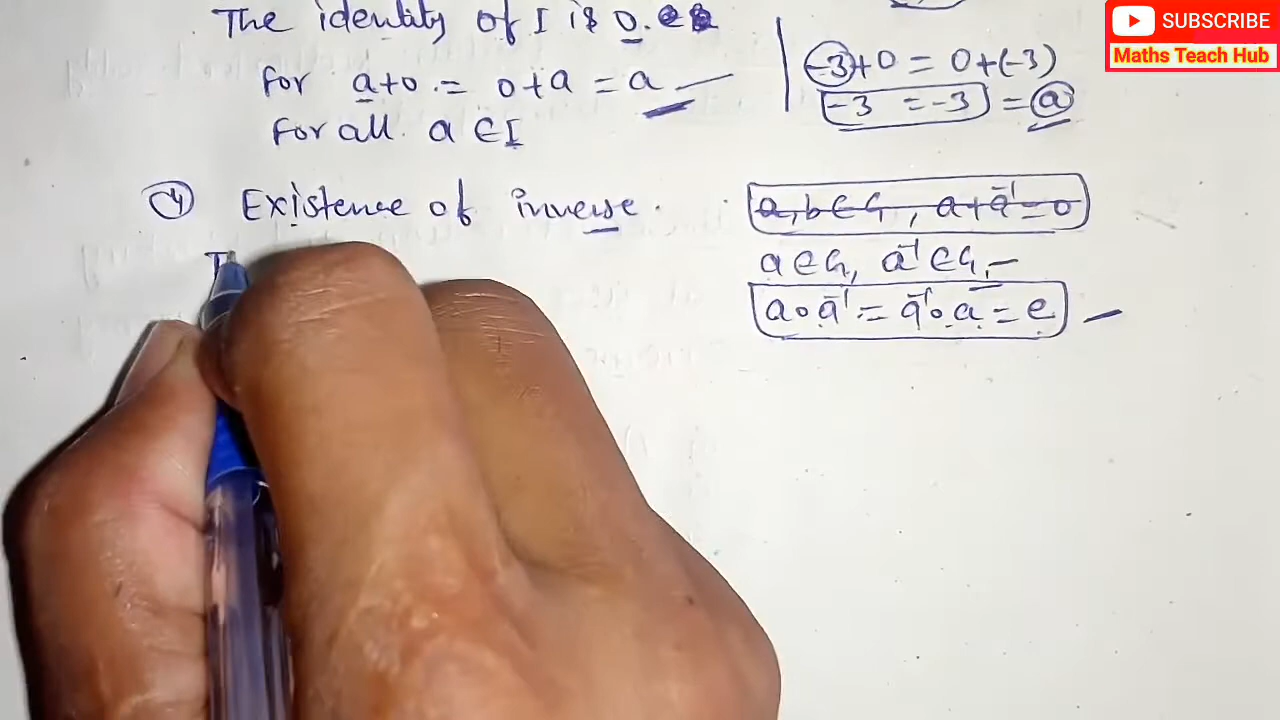 The identity of I is 0.
for a+0 = 0+a = a
for all a ∈ I
④ Existence of inverse.
T
-3+0 = 0+(-3)
-3 = -3 = a
a,b∈G, a+a⁻¹=0
a∈G, a⁻¹∈G,
a∘a⁻¹ = a⁻¹∘a = e
SUBSCRIBE
Maths Teach Hub